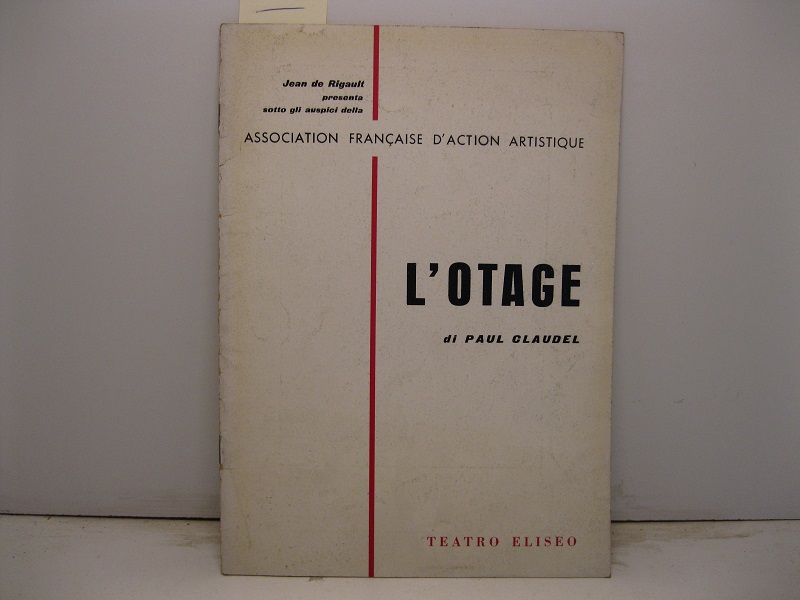 Jean de Rigault
presenta
sotto gli auspici della
ASSOCIATION FRANÇAISE D'ACTION ARTISTIQUE
L'OTAGE
di PAUL CLAUDEL
TEATRO ELISEO